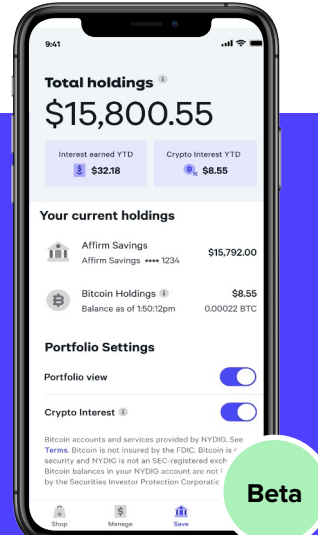 9:41
Total holdings
$15,800.55
Interest earned YTD
$32.18
Crypto Interest YTD
$8.55
Your current holdings
Affirm Savings $15,792.00
Affirm Savings •••• 1234
Bitcoin Holdings $8.55
Balance as of 1:50:12pm 0.00022 BTC
Portfolio Settings
Portfolio view
Crypto Interest
Bitcoin accounts and services provided by NYDIG. See
Terms. Bitcoin is not insured by the FDIC. Bitcoin is
security and NYDIG is not an SEC-registered
Bitcoin balances in your NYDIG account are not
by the Securities Investor Protection
Beta
Shop Manage Save